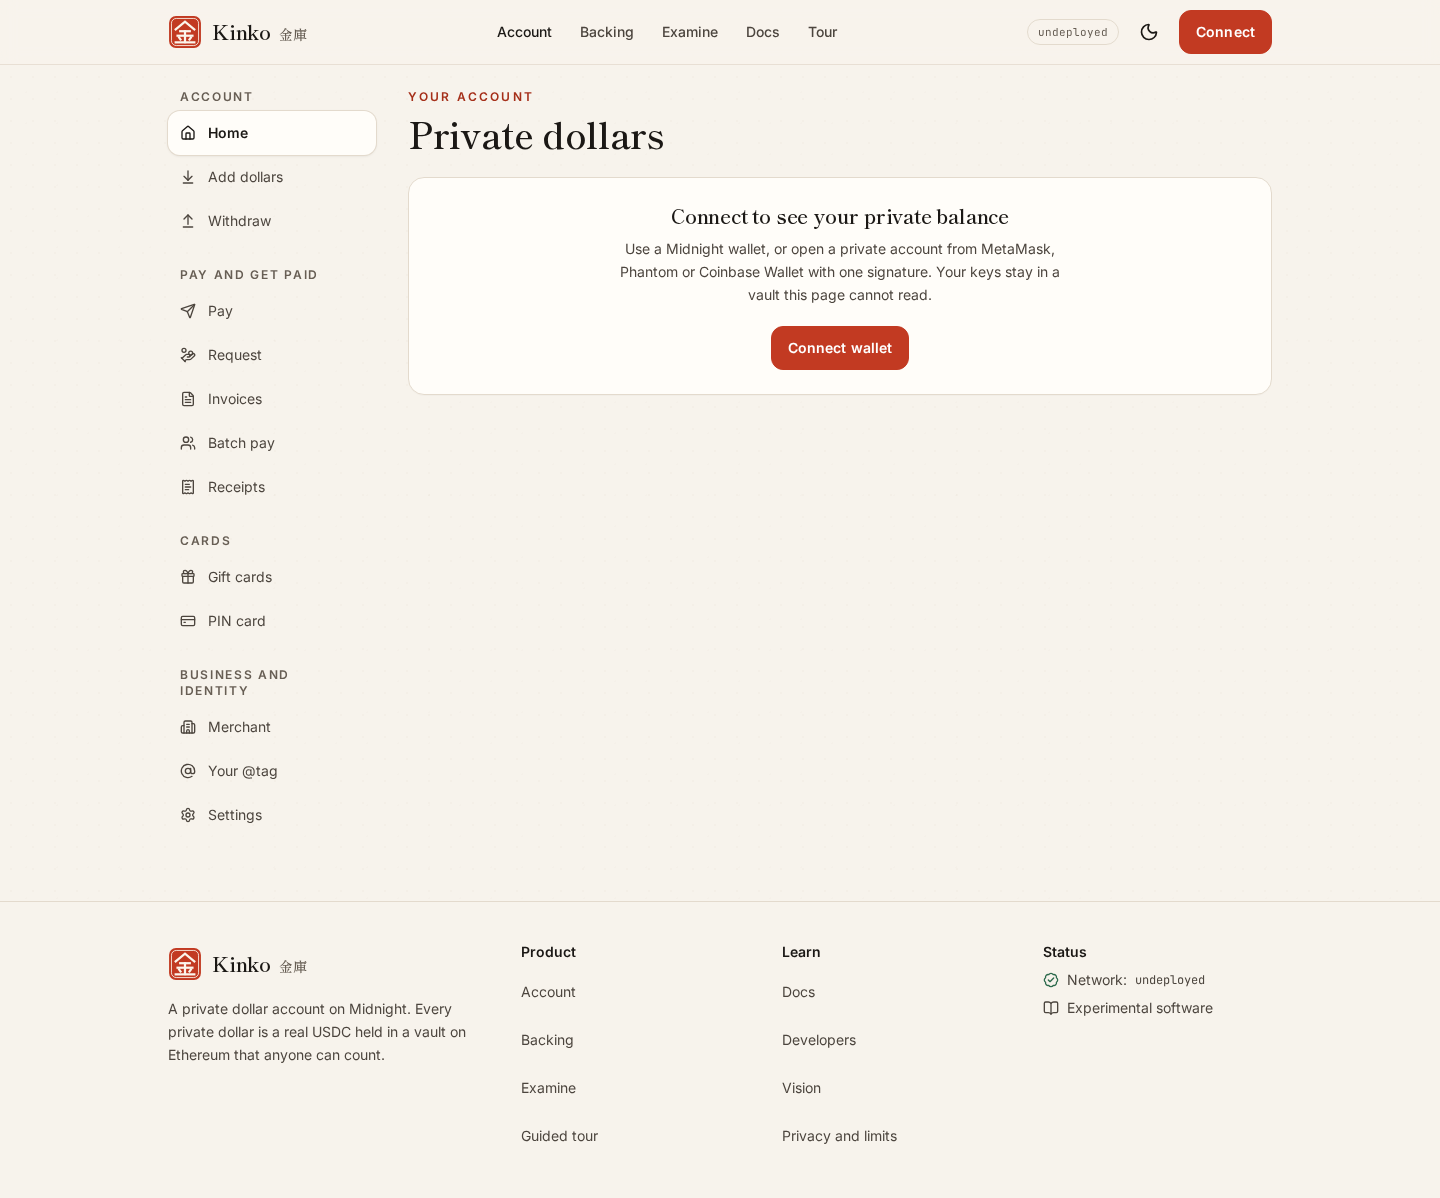 金 Kinko 金庫
Account Backing Examine Docs Tour
undeployed
Connect
ACCOUNT
Home
Add dollars
Withdraw
PAY AND GET PAID
Pay
Request
Invoices
Batch pay
Receipts
CARDS
Gift cards
PIN card
BUSINESS AND
IDENTITY
Merchant
Your @tag
Settings
YOUR ACCOUNT
Private dollars
Connect to see your private balance
Use a Midnight wallet, or open a private account from MetaMask,
Phantom or Coinbase Wallet with one signature. Your keys stay in a
vault this page cannot read.
Connect wallet
金 Kinko 金庫
A private dollar account on Midnight. Every
private dollar is a real USDC held in a vault on
Ethereum that anyone can count.
Product
Account
Backing
Examine
Guided tour
Learn
Docs
Developers
Vision
Privacy and limits
Status
Network: undeployed
Experimental software